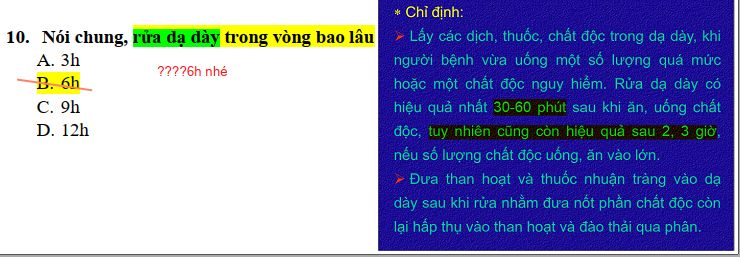 10. Nói chung, rửa dạ dày trong vòng bao lâu
A. 3h
B. 6h
????6h nhé
C. 9h
D. 12h
* Chỉ định:
➤ Lấy các dịch, thuốc, chất độc trong dạ dày, khi
người bệnh vừa uống một số lượng quá mức
hoặc một chất độc nguy hiểm. Rửa dạ dày có
hiệu quả nhất 30-60 phút sau khi ăn, uống chất
độc, tuy nhiên cũng còn hiệu quả sau 2, 3 giờ,
nếu số lượng chất độc uống, ăn vào lớn.
➤ Đưa than hoạt và thuốc nhuận tràng vào dạ
dày sau khi rửa nhằm đưa nốt phần chất độc còn
lại hấp thụ vào than hoạt và đào thải qua phân.